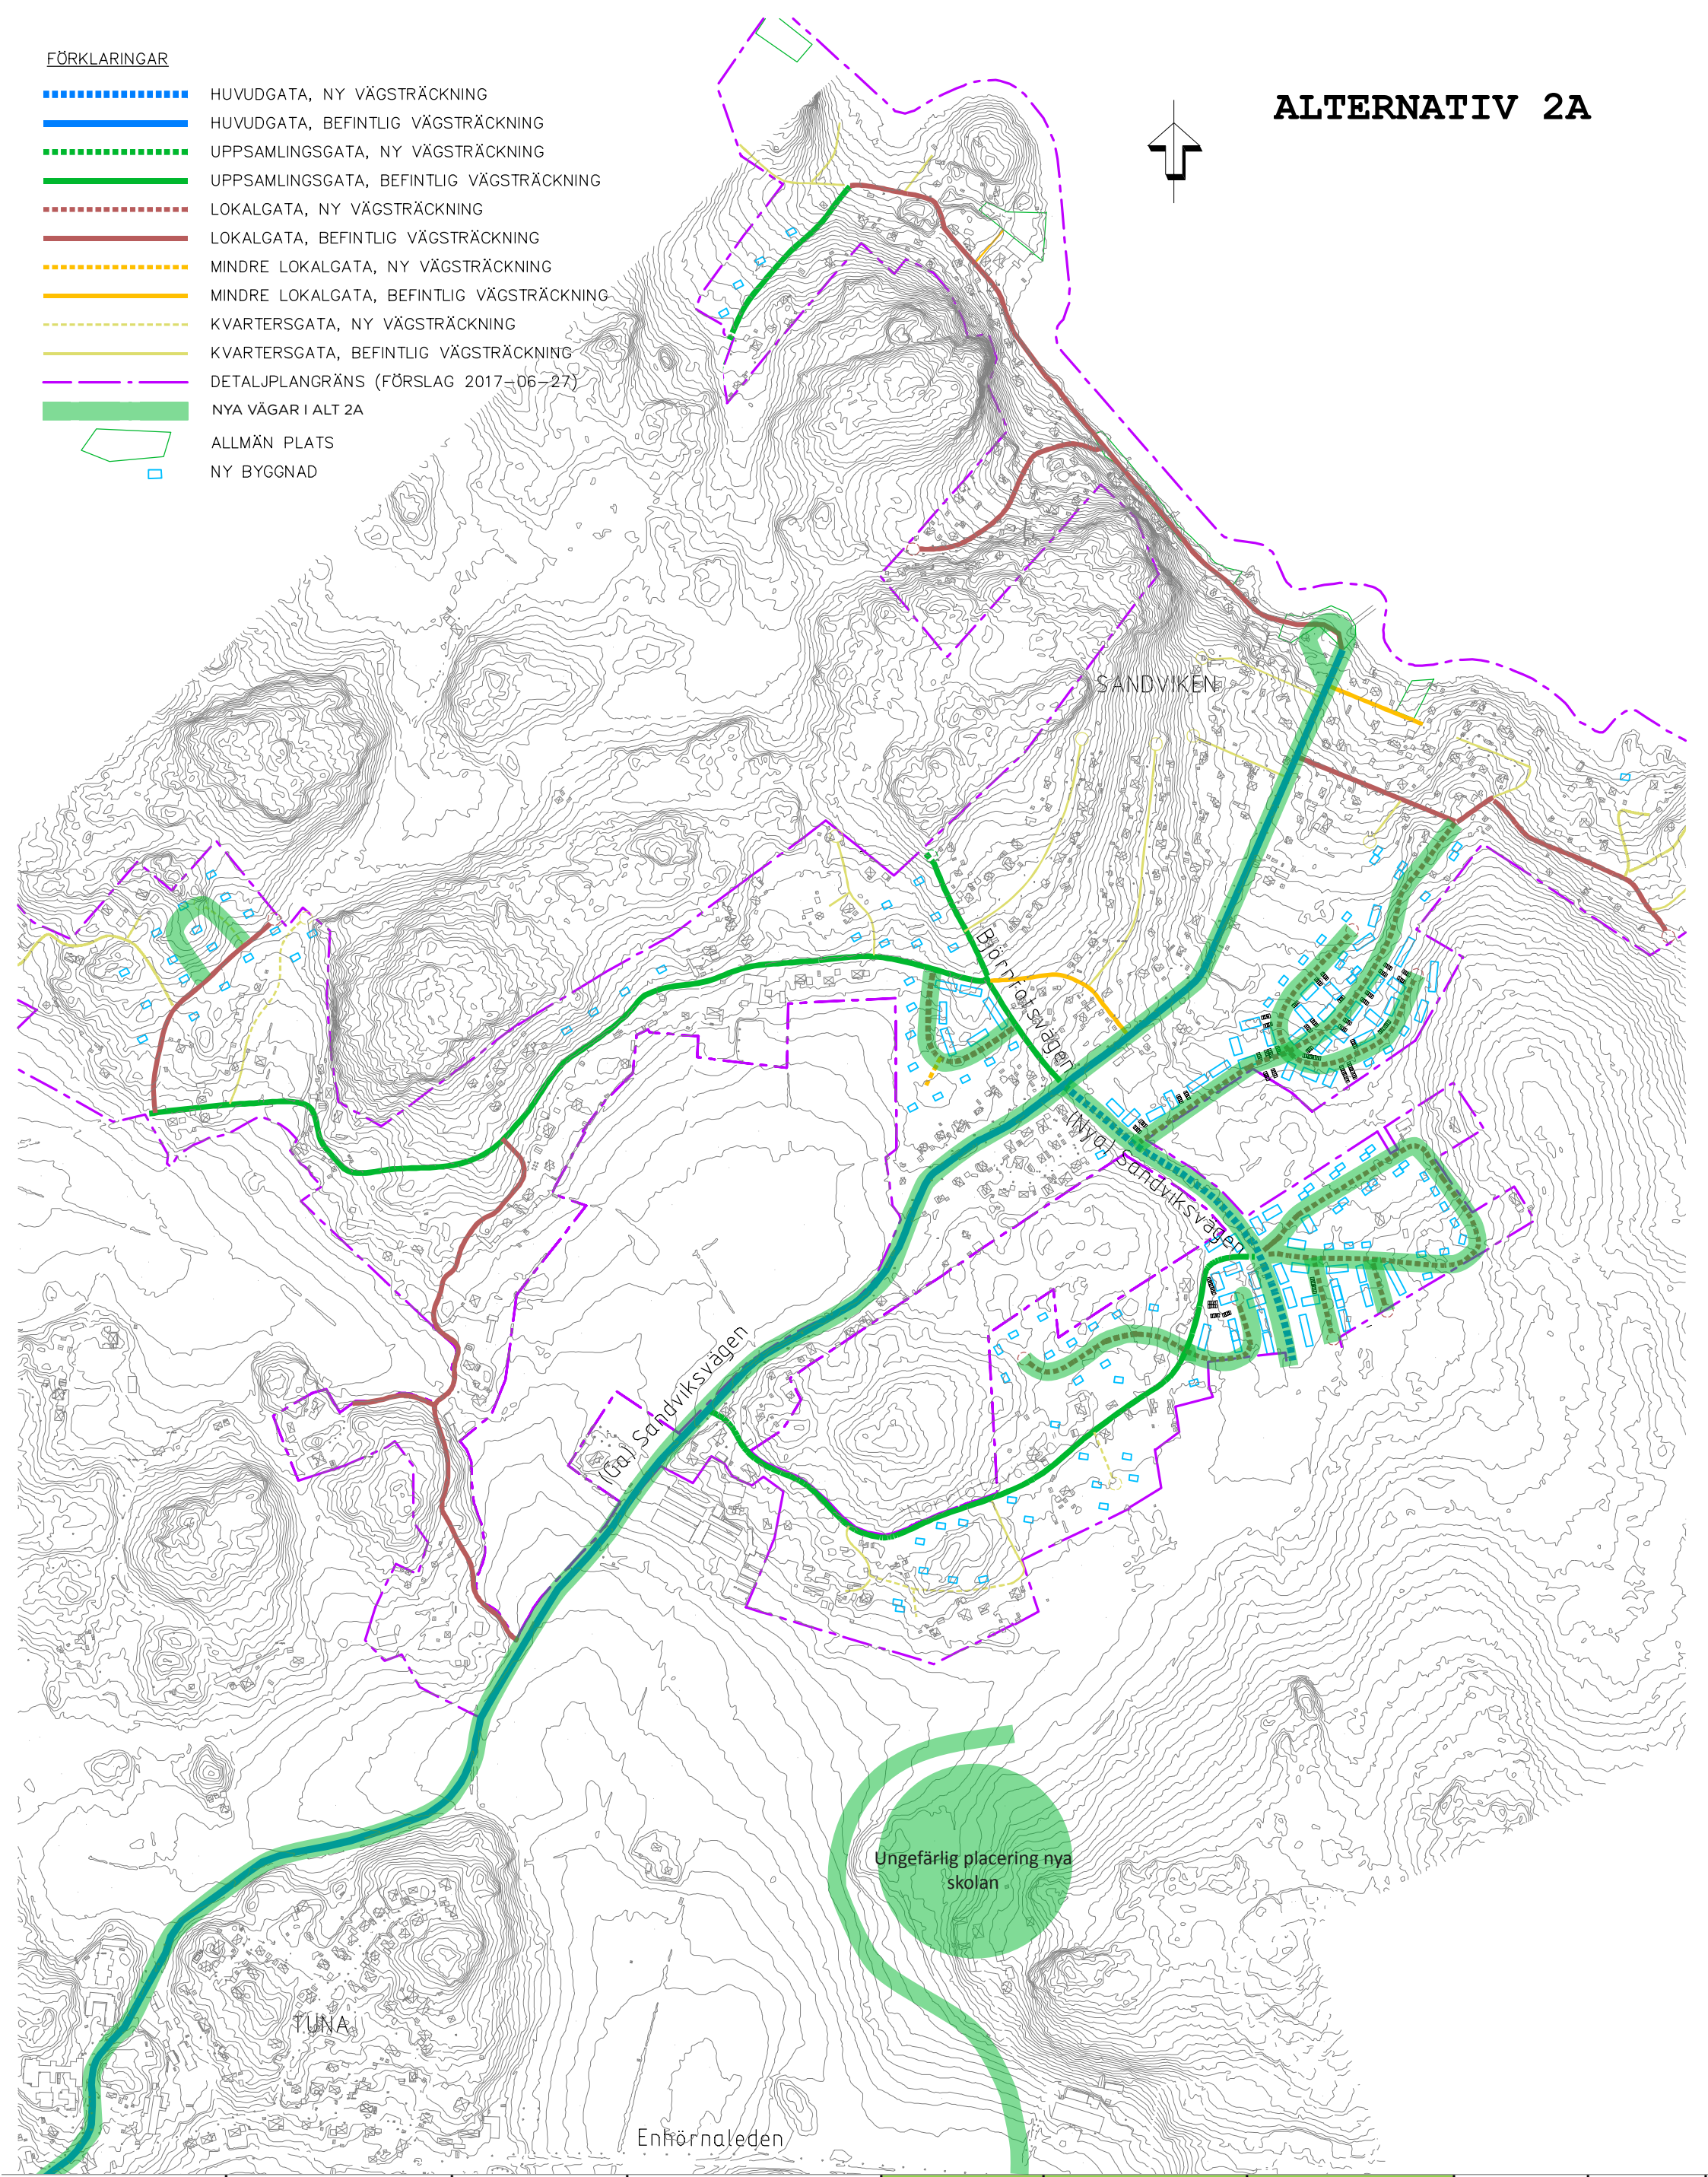 FÖRKLARINGAR
HUVUDGATA, NY VÄGSTRÄCKNING
HUVUDGATA, BEFINTLIG VÄGSTRÄCKNING
UPPSAMLINGSGATA, NY VÄGSTRÄCKNING
UPPSAMLINGSGATA, BEFINTLIG VÄGSTRÄCKNING
LOKALGATA, NY VÄGSTRÄCKNING
LOKALGATA, BEFINTLIG VÄGSTRÄCKNING
MINDRE LOKALGATA, NY VÄGSTRÄCKNING
MINDRE LOKALGATA, BEFINTLIG VÄGSTRÄCKNING
KVARTERSGATA, NY VÄGSTRÄCKNING
KVARTERSGATA, BEFINTLIG VÄGSTRÄCKNING
DETALJPLANGRÄNS (FÖRSLAG 2017-06-27)
NYA VÄGAR I ALT 2A
ALLMÄN PLATS
NY BYGGNAD
ALTERNATIV 2A
SANDVIKEN
Björnfotsvägen
(Nya) Sandviksvägen
(Ga) Sandviksvägen
Ungefärlig placering nya
skolan
TUNA
Enhörnaleden